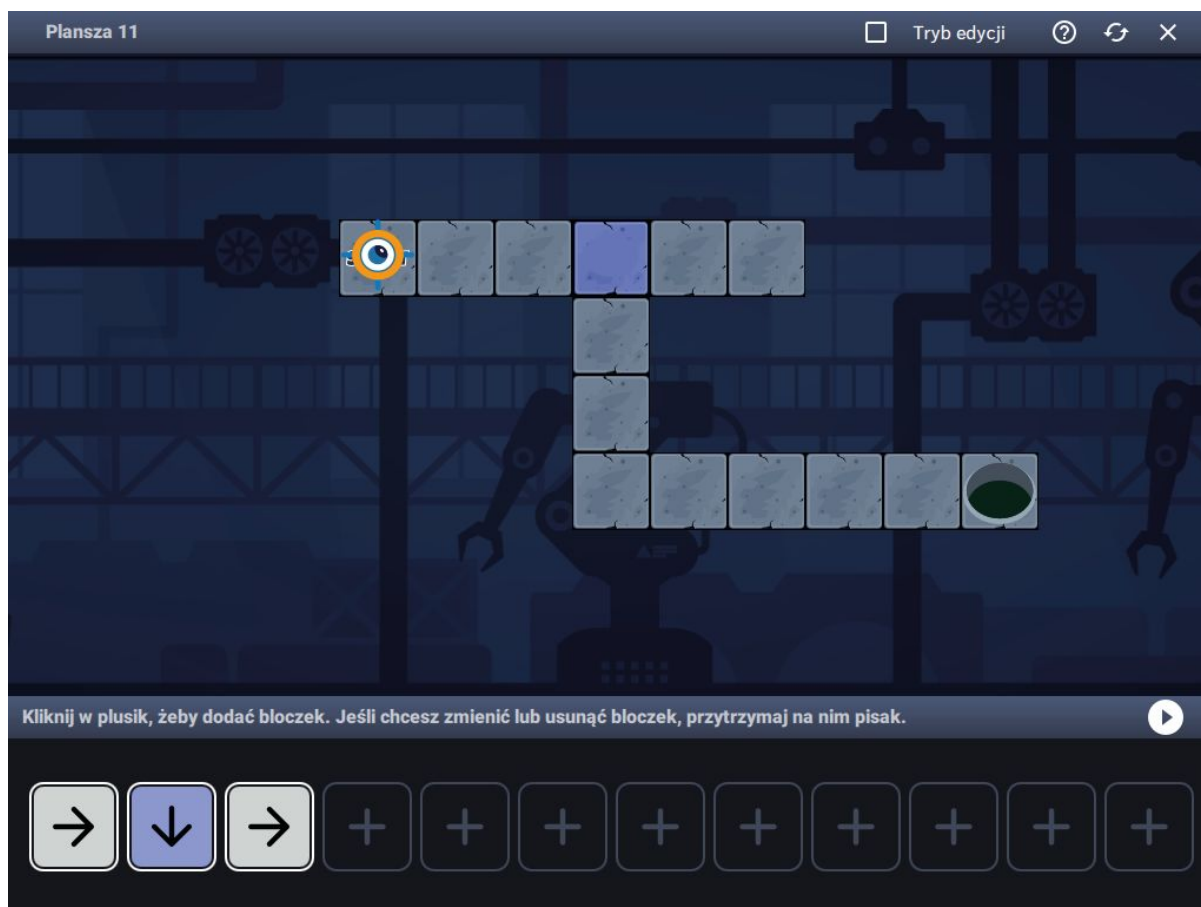 Plansza 11
Tryb edycji
Kliknij w plusik, żeby dodać bloczek. Jeśli chcesz zmienić lub usunąć bloczek, przytrzymaj na nim pisak.